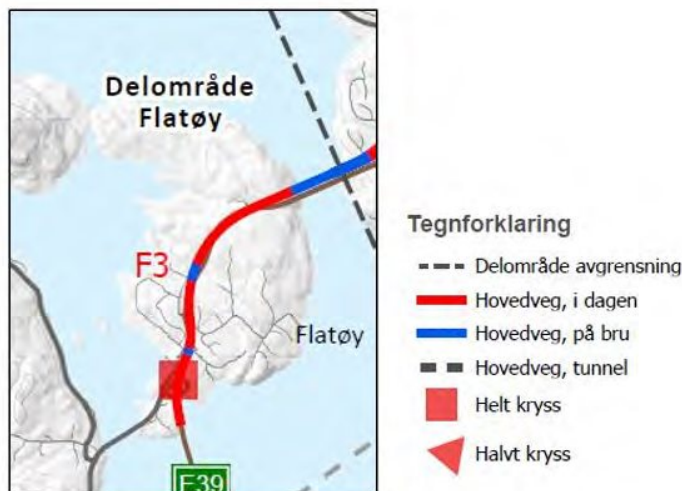 Delområde
Flatøy
F3
Flatøy
E39
Tegnforklaring
Delområde avgrensning
Hovedveg, i dagen
Hovedveg, på bru
Hovedveg, tunnel
Helt kryss
Halvt kryss